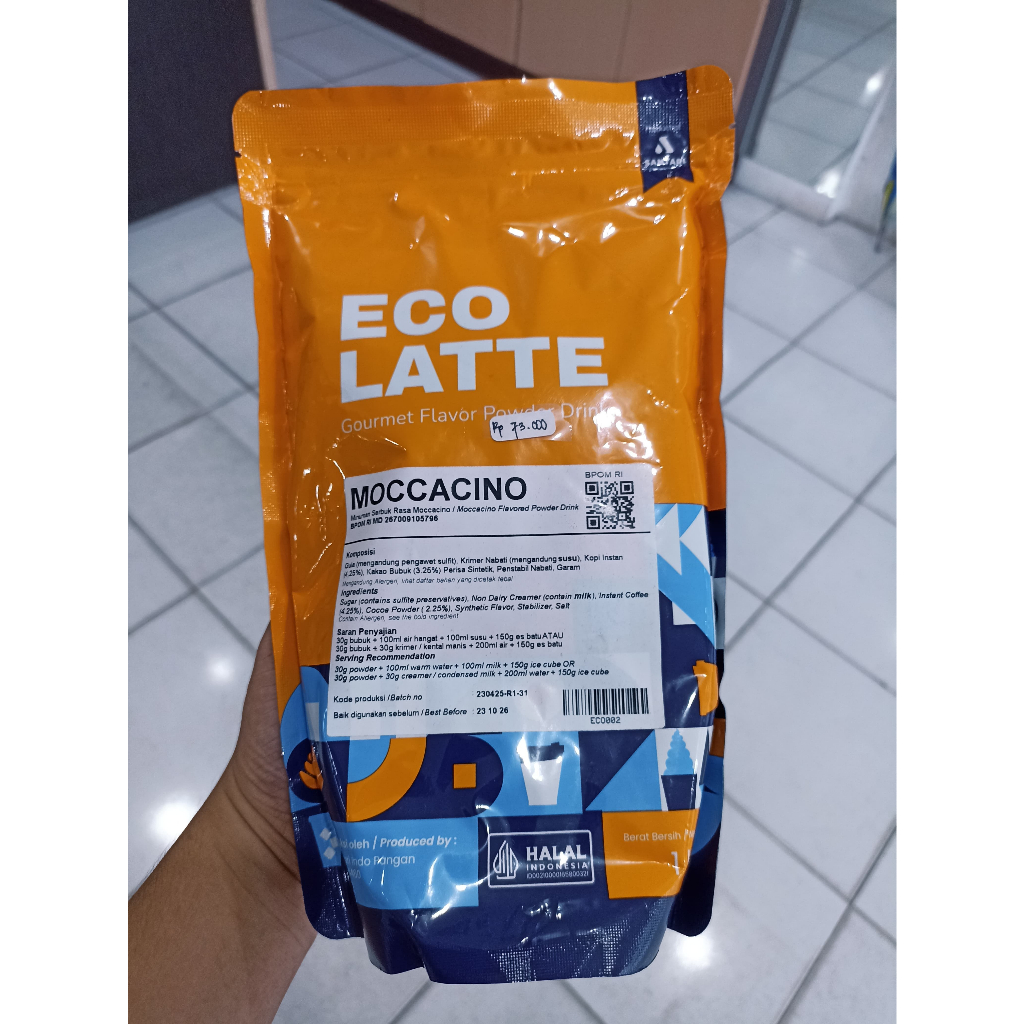 SAKTARI
ECO
LATTE
Gourmet Flavor Powder Drink
Rp 73.000
BPOM RI
MOCCACINO
Minuman Serbuk Rasa Moccacino / Moccacino Flavored Powder Drink
BPOM RI MD 267009105796
Komposisi
Gula (mengandung pengawet sulfit), Krimer Nabati (mengandung susu), Kopi Instan
(4.25%), Kakao Bubuk (3.25%) Perisa Sintetik, Penstabil Nabati, Garam
Mengandung Alergen, lihat daftar bahan yang dicetak tebal
Ingredients
Sugar (contains sulfite preservatives), Non Dairy Creamer (contain milk), Instant Coffee
(4.25%), Cocoa Powder ( 2.25%), Synthetic Flavor, Stabilizer, Salt
Contain Allergen, see the bold ingredient
Saran Penyajian
30g bubuk + 100ml air hangat + 100ml susu + 150g es batu ATAU
30g bubuk + 30g krimer / kental manis + 200ml air + 150g es batu
Serving Recommendation
30g powder + 100ml warm water + 100ml milk + 150g ice cube OR
30g powder + 30g creamer / condensed milk + 200ml water + 150g ice cube
Kode produksi /Batch no : 230425-R1-31
Baik digunakan sebelum / Best Before : 23 10 26
ECO002
oleh / Produced by :
Indo Pangan
HALAL
INDONESIA
Berat Bersih
1